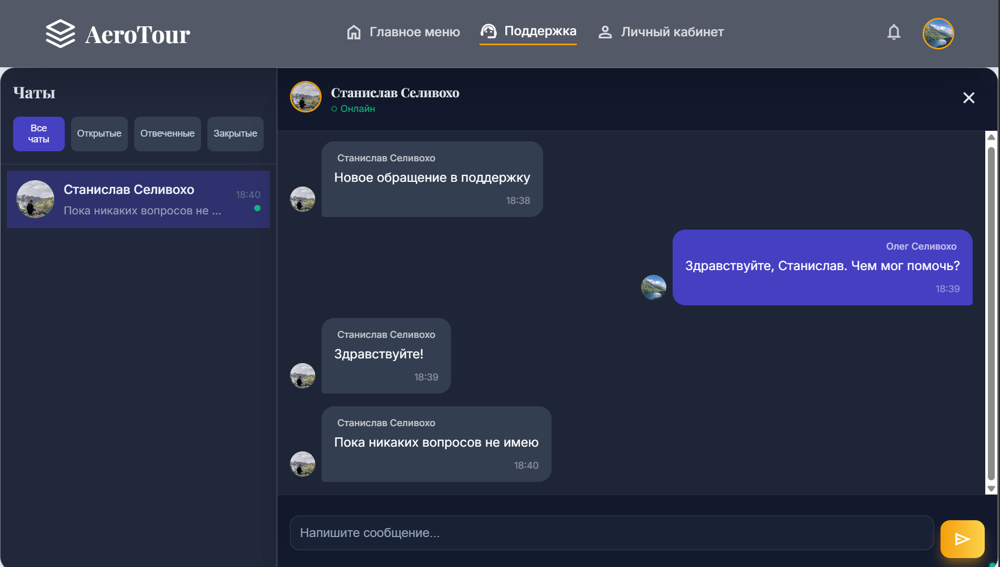 AeroTour
Главное меню
Поддержка
Личный кабинет
Чаты
Все
чаты
Открытые
Отвеченные
Закрытые
Станислав Селивохо
18:40
Пока никаких вопросов не ...
Станислав Селивохо
Онлайн
Станислав Селивохо
Новое обращение в поддержку
18:38
Олег Селивохо
Здравствуйте, Станислав. Чем мог помочь?
18:39
Станислав Селивохо
Здравствуйте!
18:39
Станислав Селивохо
Пока никаких вопросов не имею
18:40
Напишите сообщение...